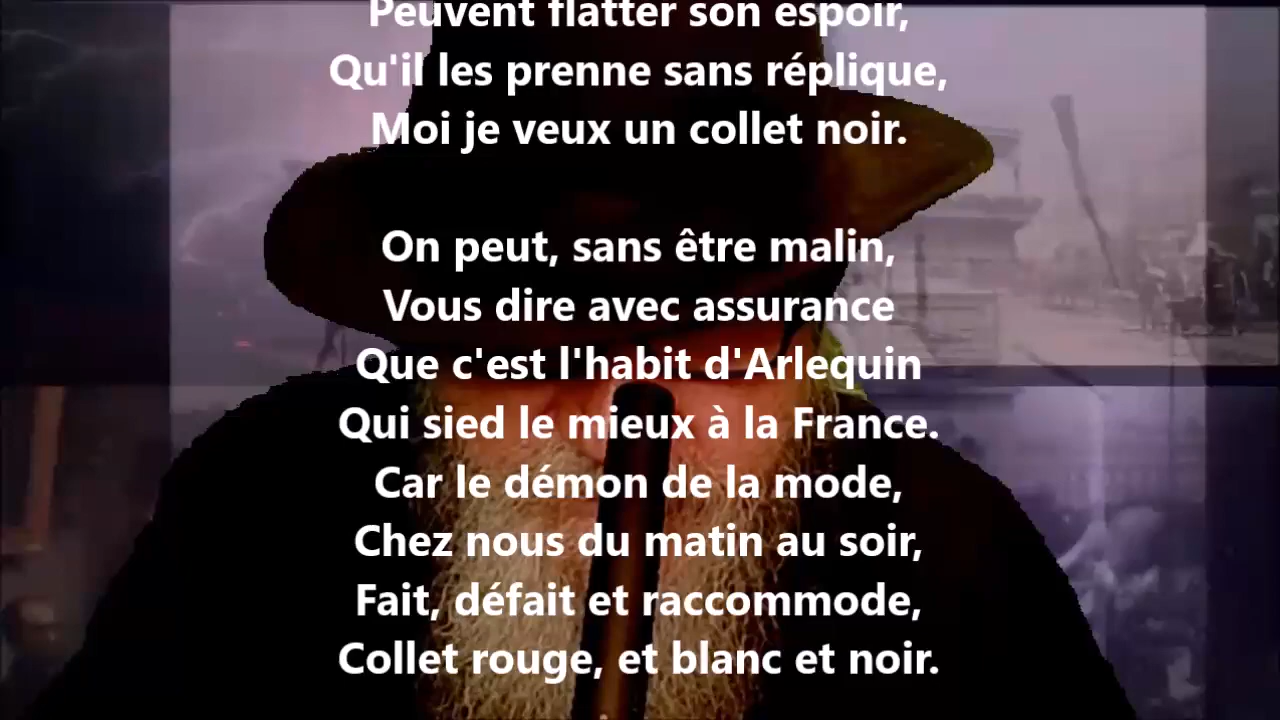 Peuvent flatter son espoir,
Qu'il les prenne sans réplique,
Moi je veux un collet noir.
On peut, sans être malin,
Vous dire avec assurance
Que c'est l'habit d'Arlequin
Qui sied le mieux à la France.
Car le démon de la mode,
Chez nous du matin au soir,
Fait, défait et raccommode,
Collet rouge, et blanc et noir.